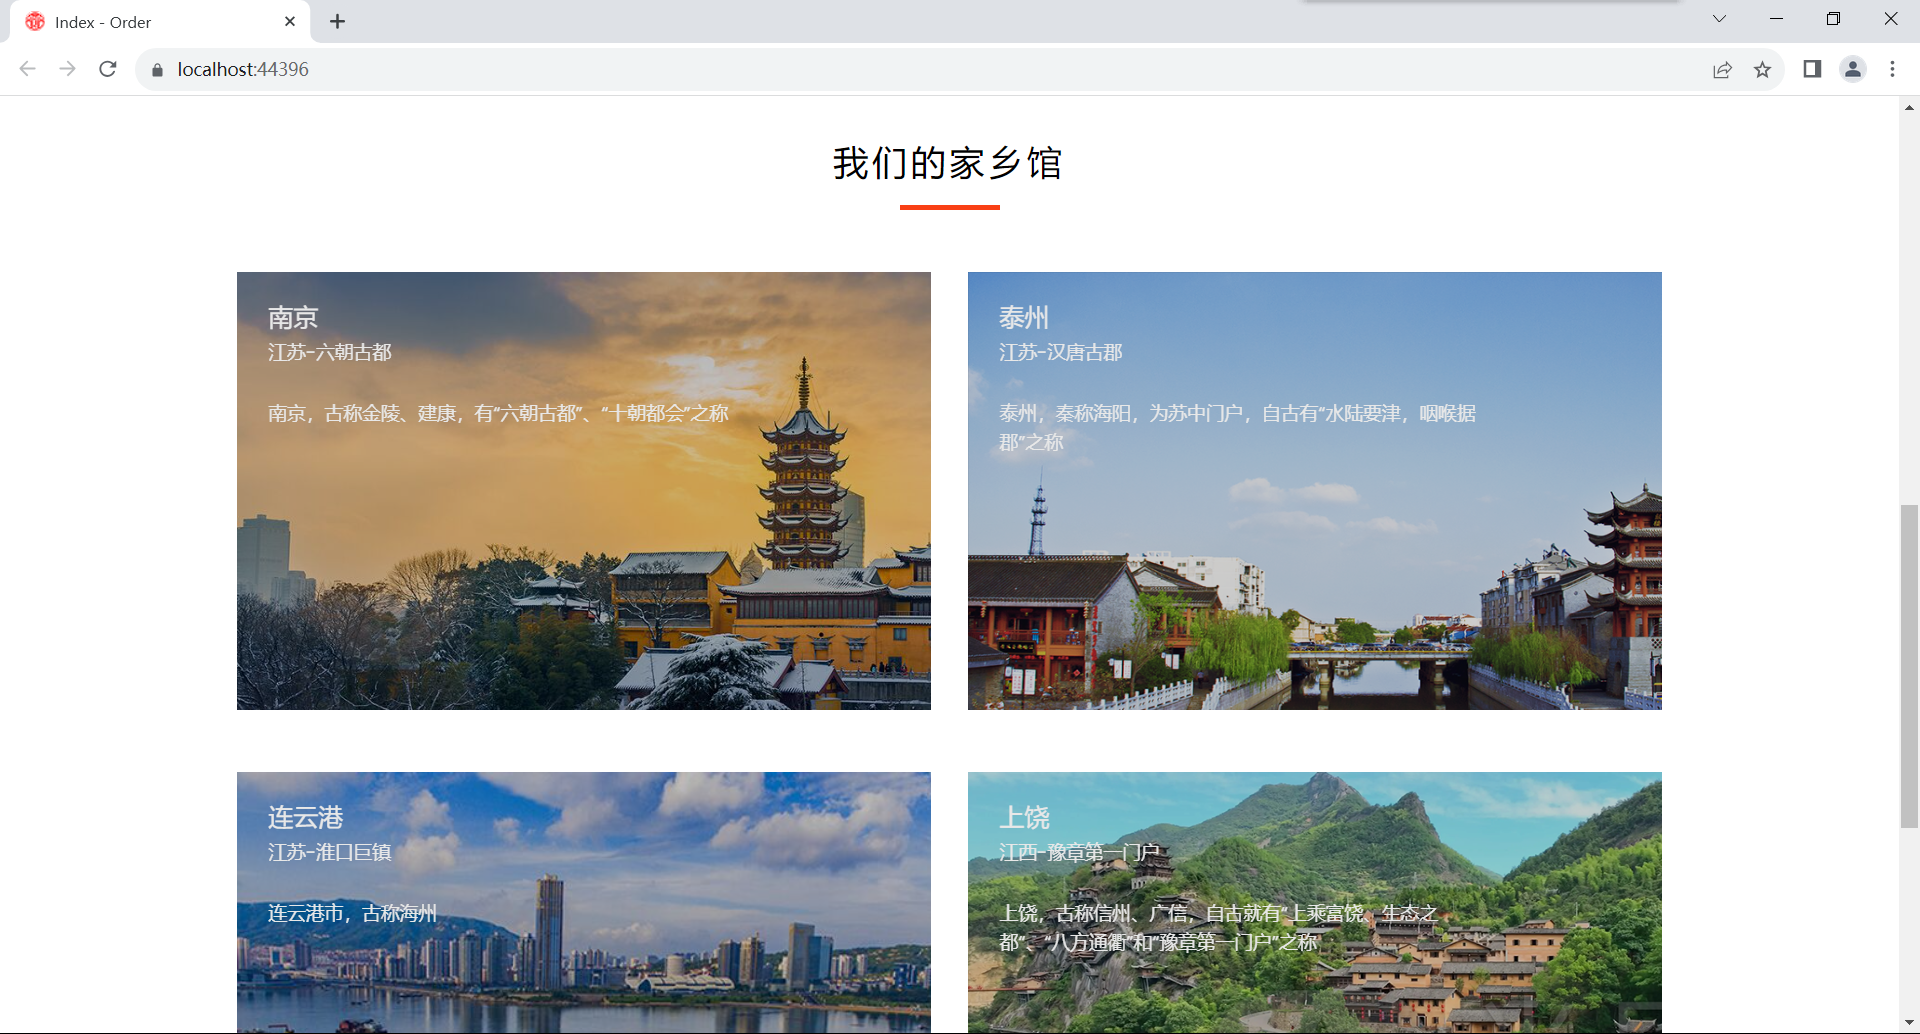 Index - Order
localhost:44396
我们的家乡馆
南京
江苏-六朝古都
南京，古称金陵、建康，有“六朝古都”、“十朝都会”之称
泰州
江苏-汉唐古郡
泰州，秦称海阳，为苏中门户，自古有“水陆要津，咽喉据
郡”之称
连云港
江苏-淮口巨镇
连云港市，古称海州
上饶
江西-豫章第一门户
上饶，古称信州、广信，自古就有“上乘富饶、生态之
都”、“八方通衢”和“豫章第一门户”之称